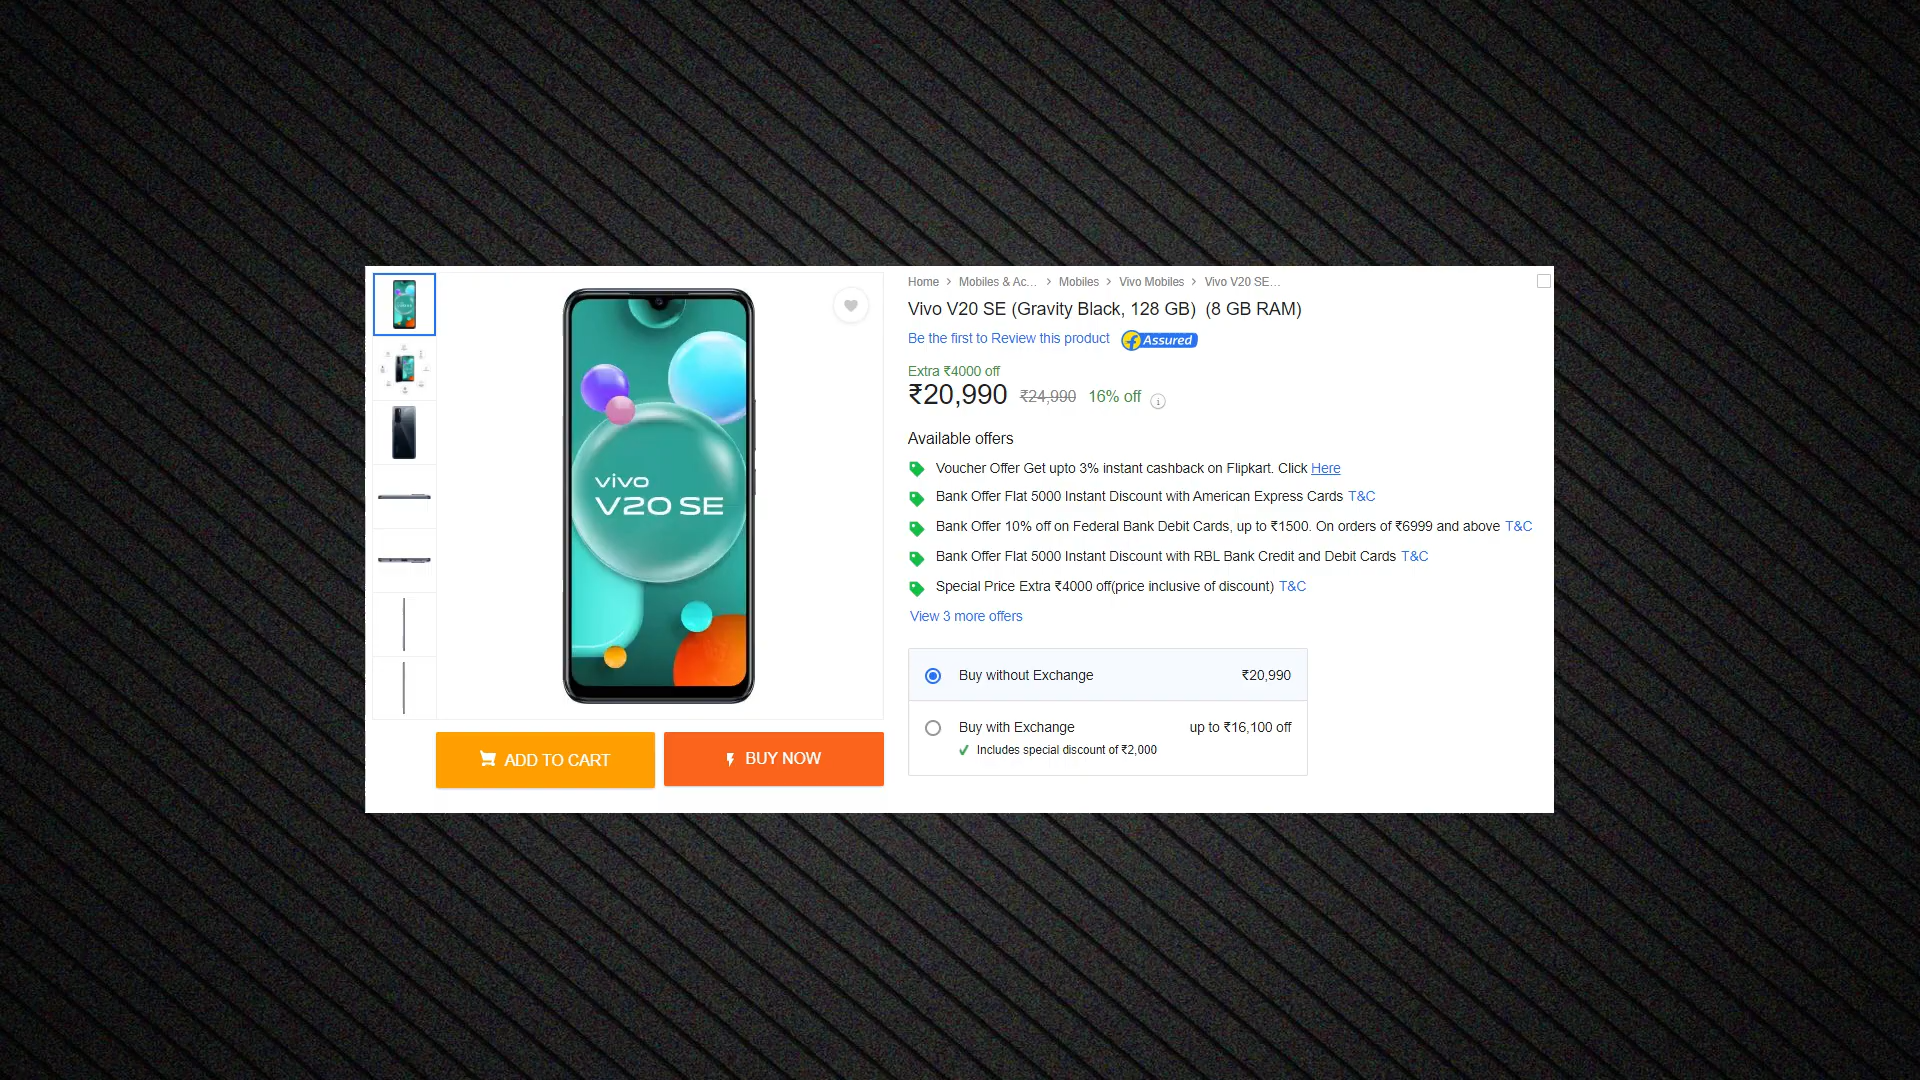 Home > Mobiles & Ac... > Mobiles > Vivo Mobiles > Vivo V20 SE...
Vivo V20 SE (Gravity Black, 128 GB) (8 GB RAM)
Be the first to Review this product Assured
Extra ₹4000 off
₹20,990 ₹24,990 16% off i
Available offers
Voucher Offer Get upto 3% instant cashback on Flipkart. Click Here
Bank Offer Flat 5000 Instant Discount with American Express Cards T&C
Bank Offer 10% off on Federal Bank Debit Cards, up to ₹1500. On orders of ₹6999 and above T&C
Bank Offer Flat 5000 Instant Discount with RBL Bank Credit and Debit Cards T&C
Special Price Extra ₹4000 off(price inclusive of discount) T&C
View 3 more offers
Buy without Exchange ₹20,990
Buy with Exchange up to ₹16,100 off
Includes special discount of ₹2,000
vivo
V20 SE
ADD TO CART
BUY NOW